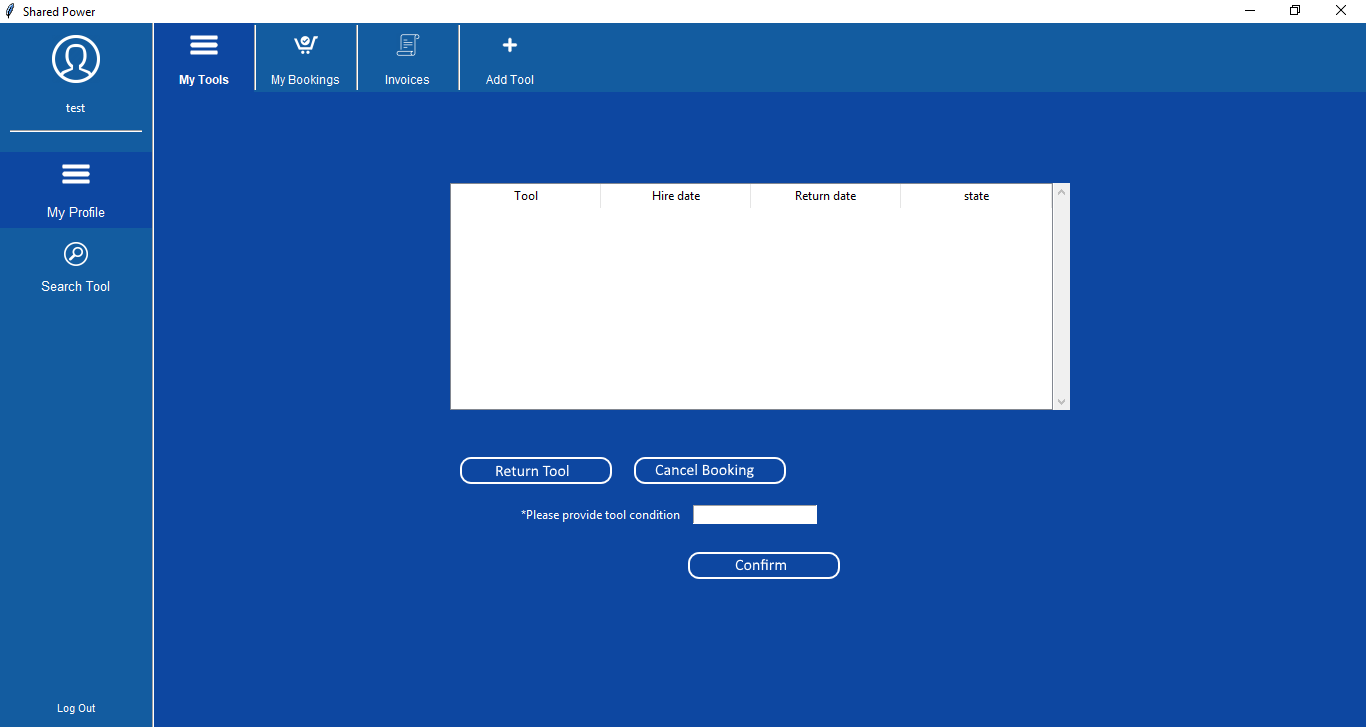 Shared Power
test
My Profile
Search Tool
Log Out
My Tools
My Bookings
Invoices
Add Tool
Tool Hire date Return date state
Return Tool Cancel Booking
*Please provide tool condition
Confirm